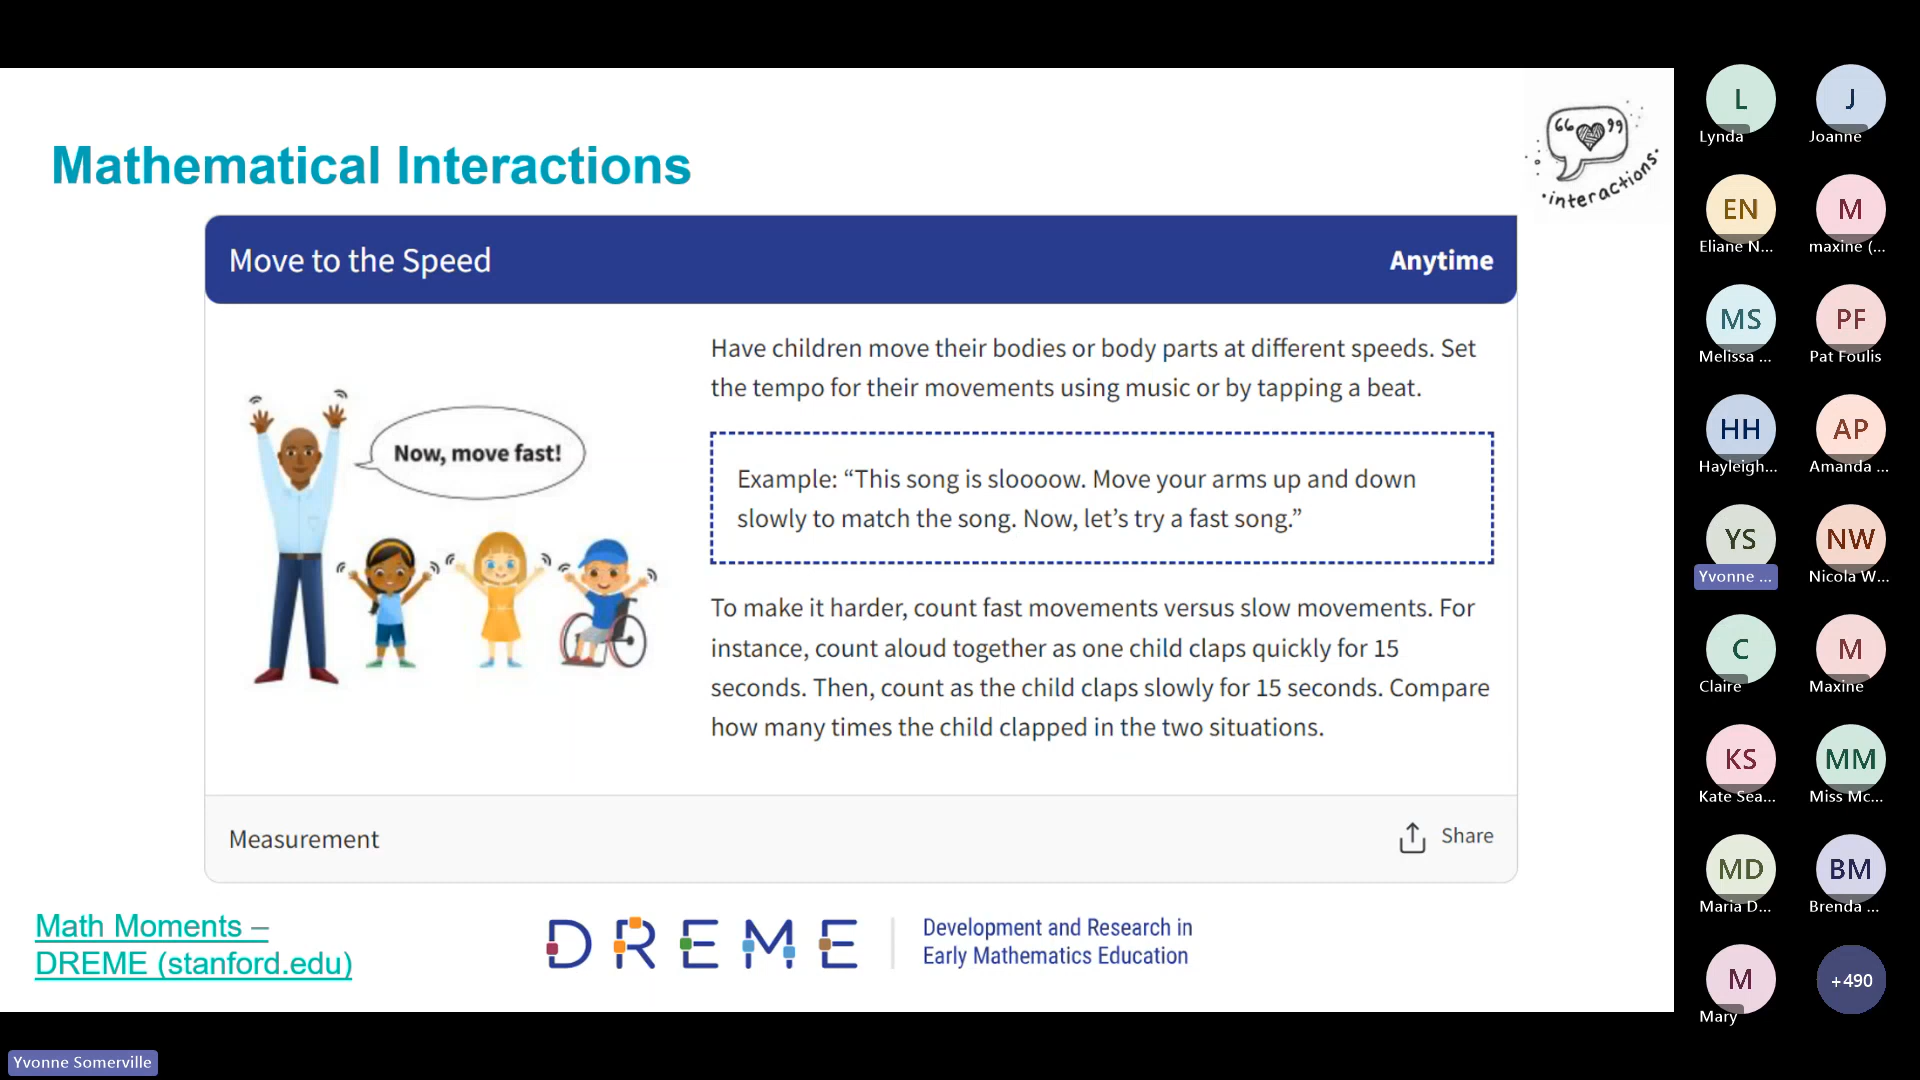 Mathematical Interactions
“ ”
·interactions·
Move to the Speed
Anytime
Now, move fast!
Have children move their bodies or body parts at different speeds. Set
the tempo for their movements using music or by tapping a beat.
Example: “This song is sloooow. Move your arms up and down
slowly to match the song. Now, let’s try a fast song.”
To make it harder, count fast movements versus slow movements. For
instance, count aloud together as one child claps quickly for 15
seconds. Then, count as the child claps slowly for 15 seconds. Compare
how many times the child clapped in the two situations.
Measurement
Share
Math Moments –
DREME (stanford.edu)
DREME
Development and Research in
Early Mathematics Education
L
Lynda
J
Joanne
EN
Eliane N...
M
maxine (...
MS
Melissa ...
PF
Pat Foulis
HH
Hayleigh...
AP
Amanda ...
YS
Yvonne ...
NW
Nicola W...
C
Claire
M
Maxine
KS
Kate Sea...
MM
Miss Mc...
MD
Maria D...
BM
Brenda ...
M
Mary
+490
Yvonne Somerville